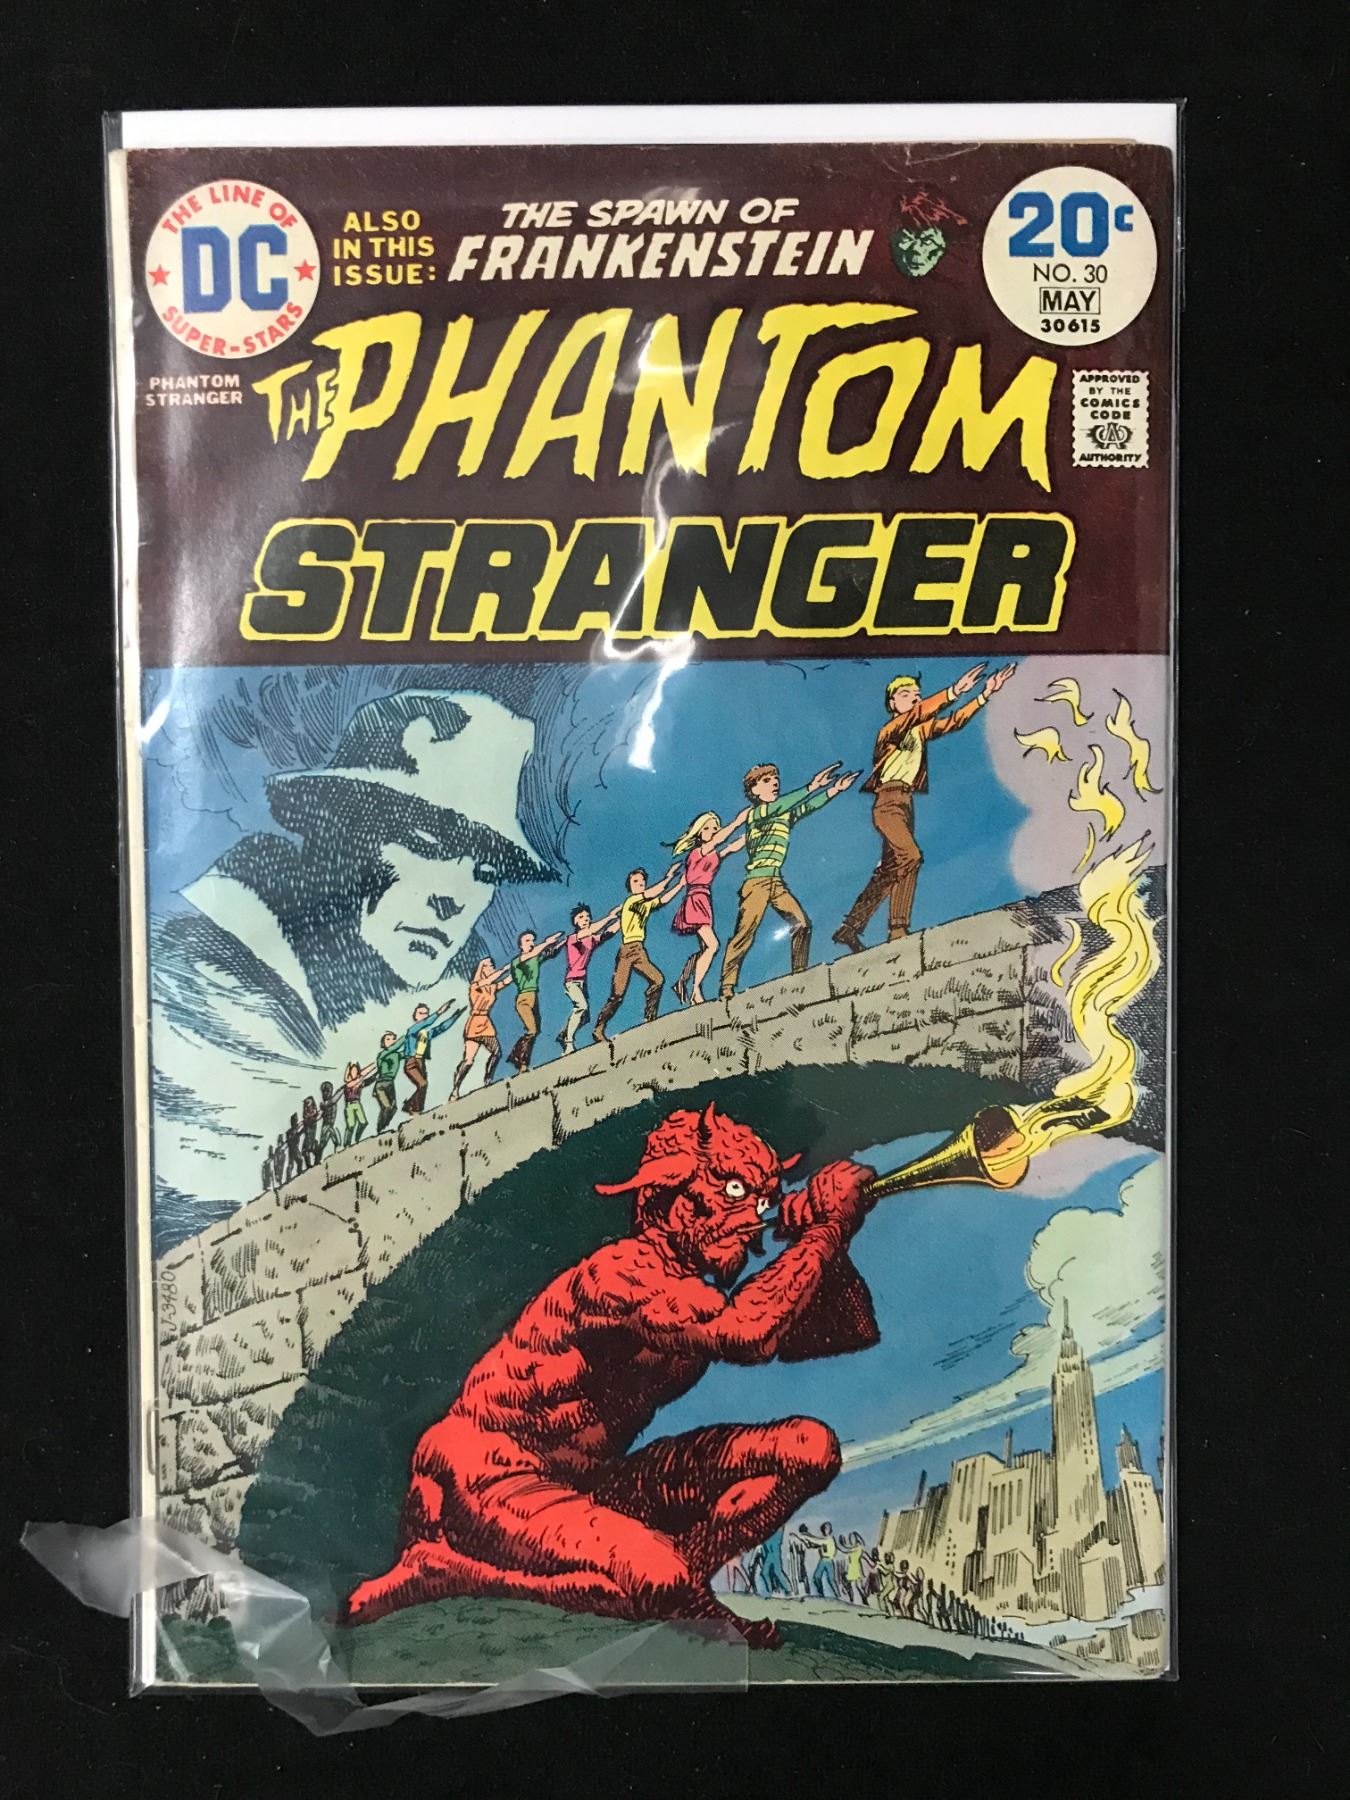 THE LINE OF
DC
SUPER-STARS
ALSO
IN THIS
ISSUE:
THE SPAWN OF
FRANKENSTEIN
20¢
NO. 30
MAY
30615
PHANTOM
STRANGER
THE PHANTOM
STRANGER
APPROVED
BY THE
COMICS
CODE
AUTHORITY
J-3480